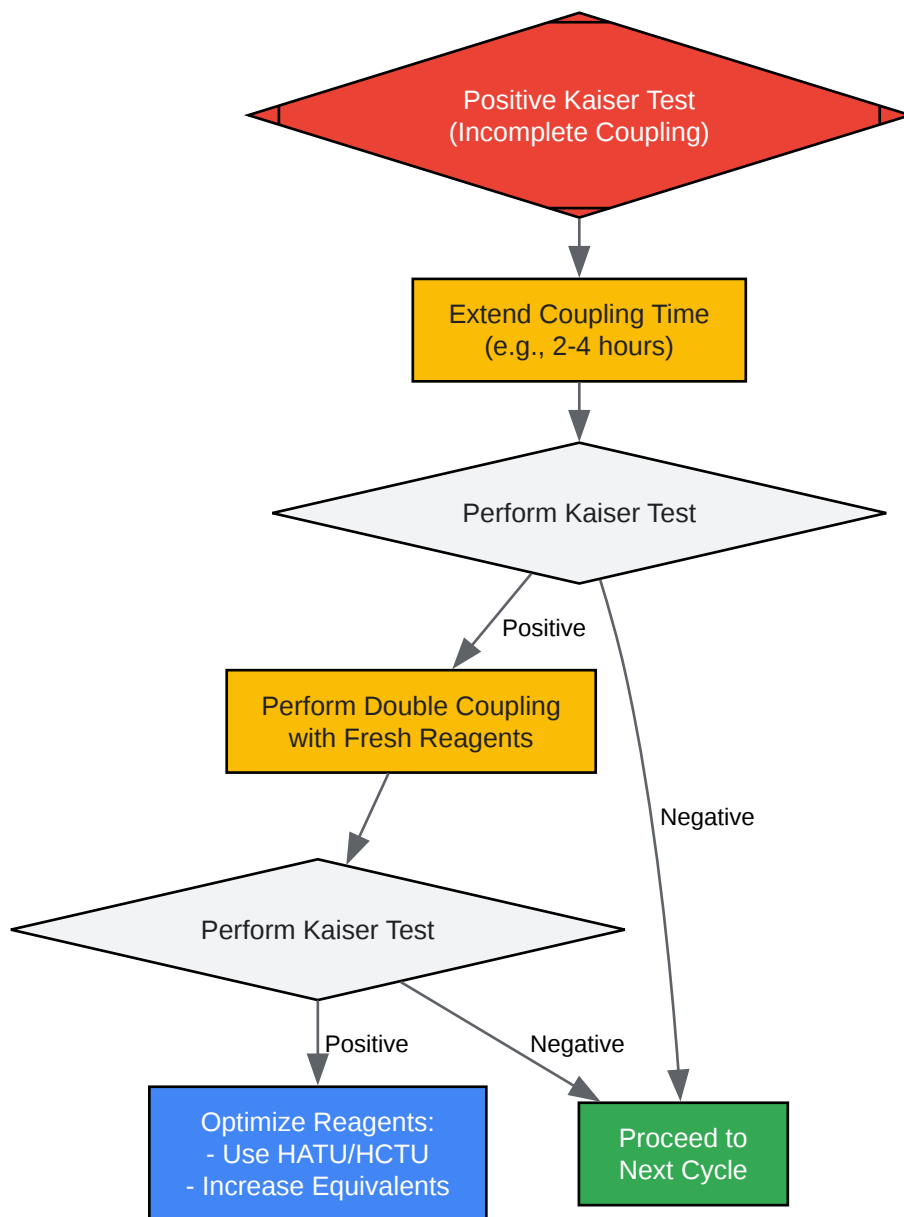 Positive Kaiser Test
(Incomplete Coupling)
Extend Coupling Time
(e.g., 2-4 hours)
Perform Kaiser Test
Positive
Perform Double Coupling
with Fresh Reagents
Negative
Perform Kaiser Test
Positive
Negative
Optimize Reagents:
- Use HATU/HCTU
- Increase Equivalents
Proceed to
Next Cycle